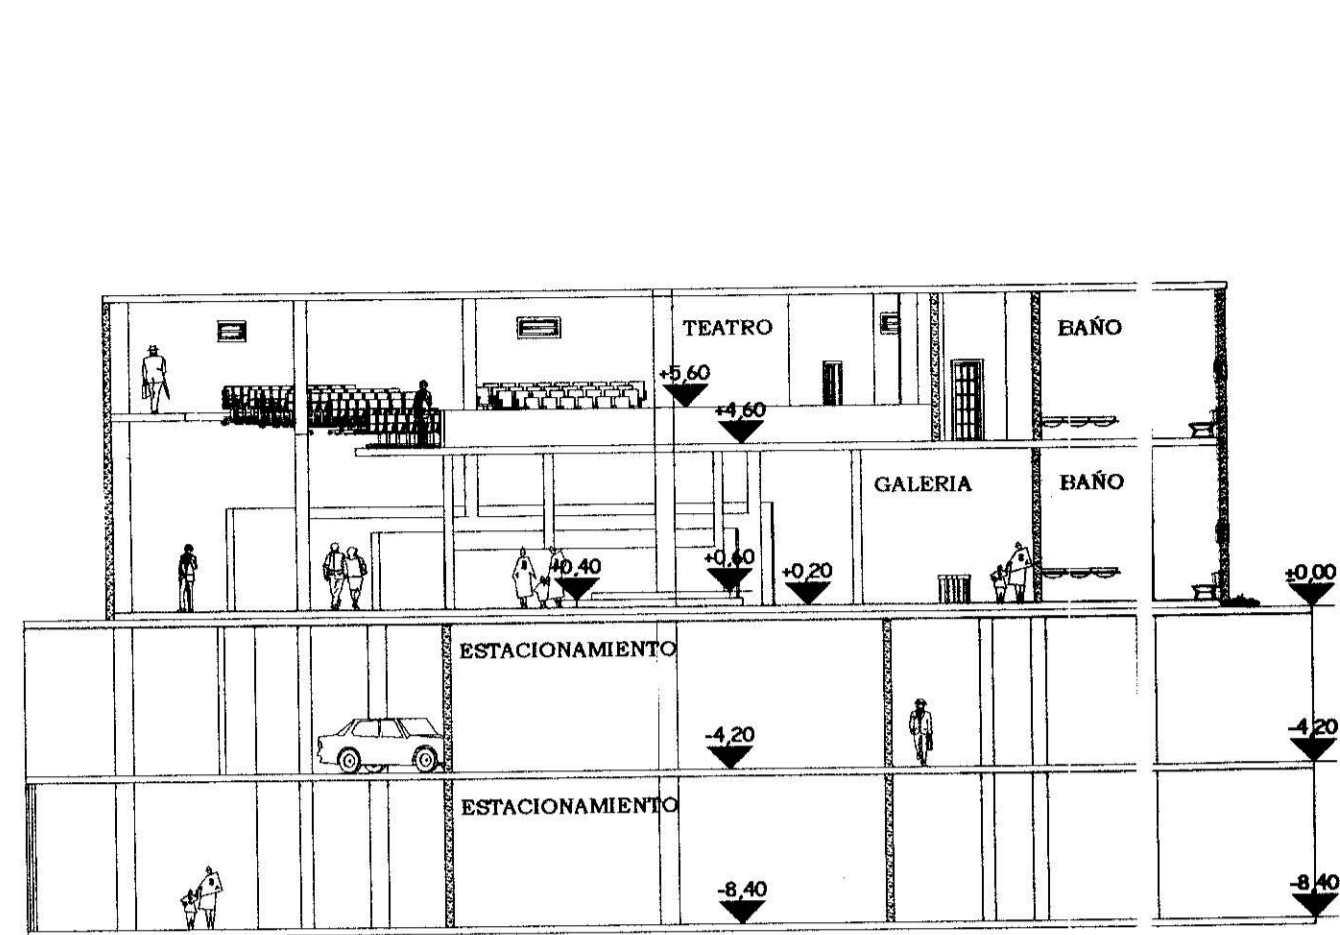 TEATRO
BAÑO
+5,60
+4,60
GALERIA
BAÑO
+0,40
+0,60
+0,20
±0,00
ESTACIONAMIENTO
-4,20
-4,20
ESTACIONAMIENTO
-8,40
-8,40